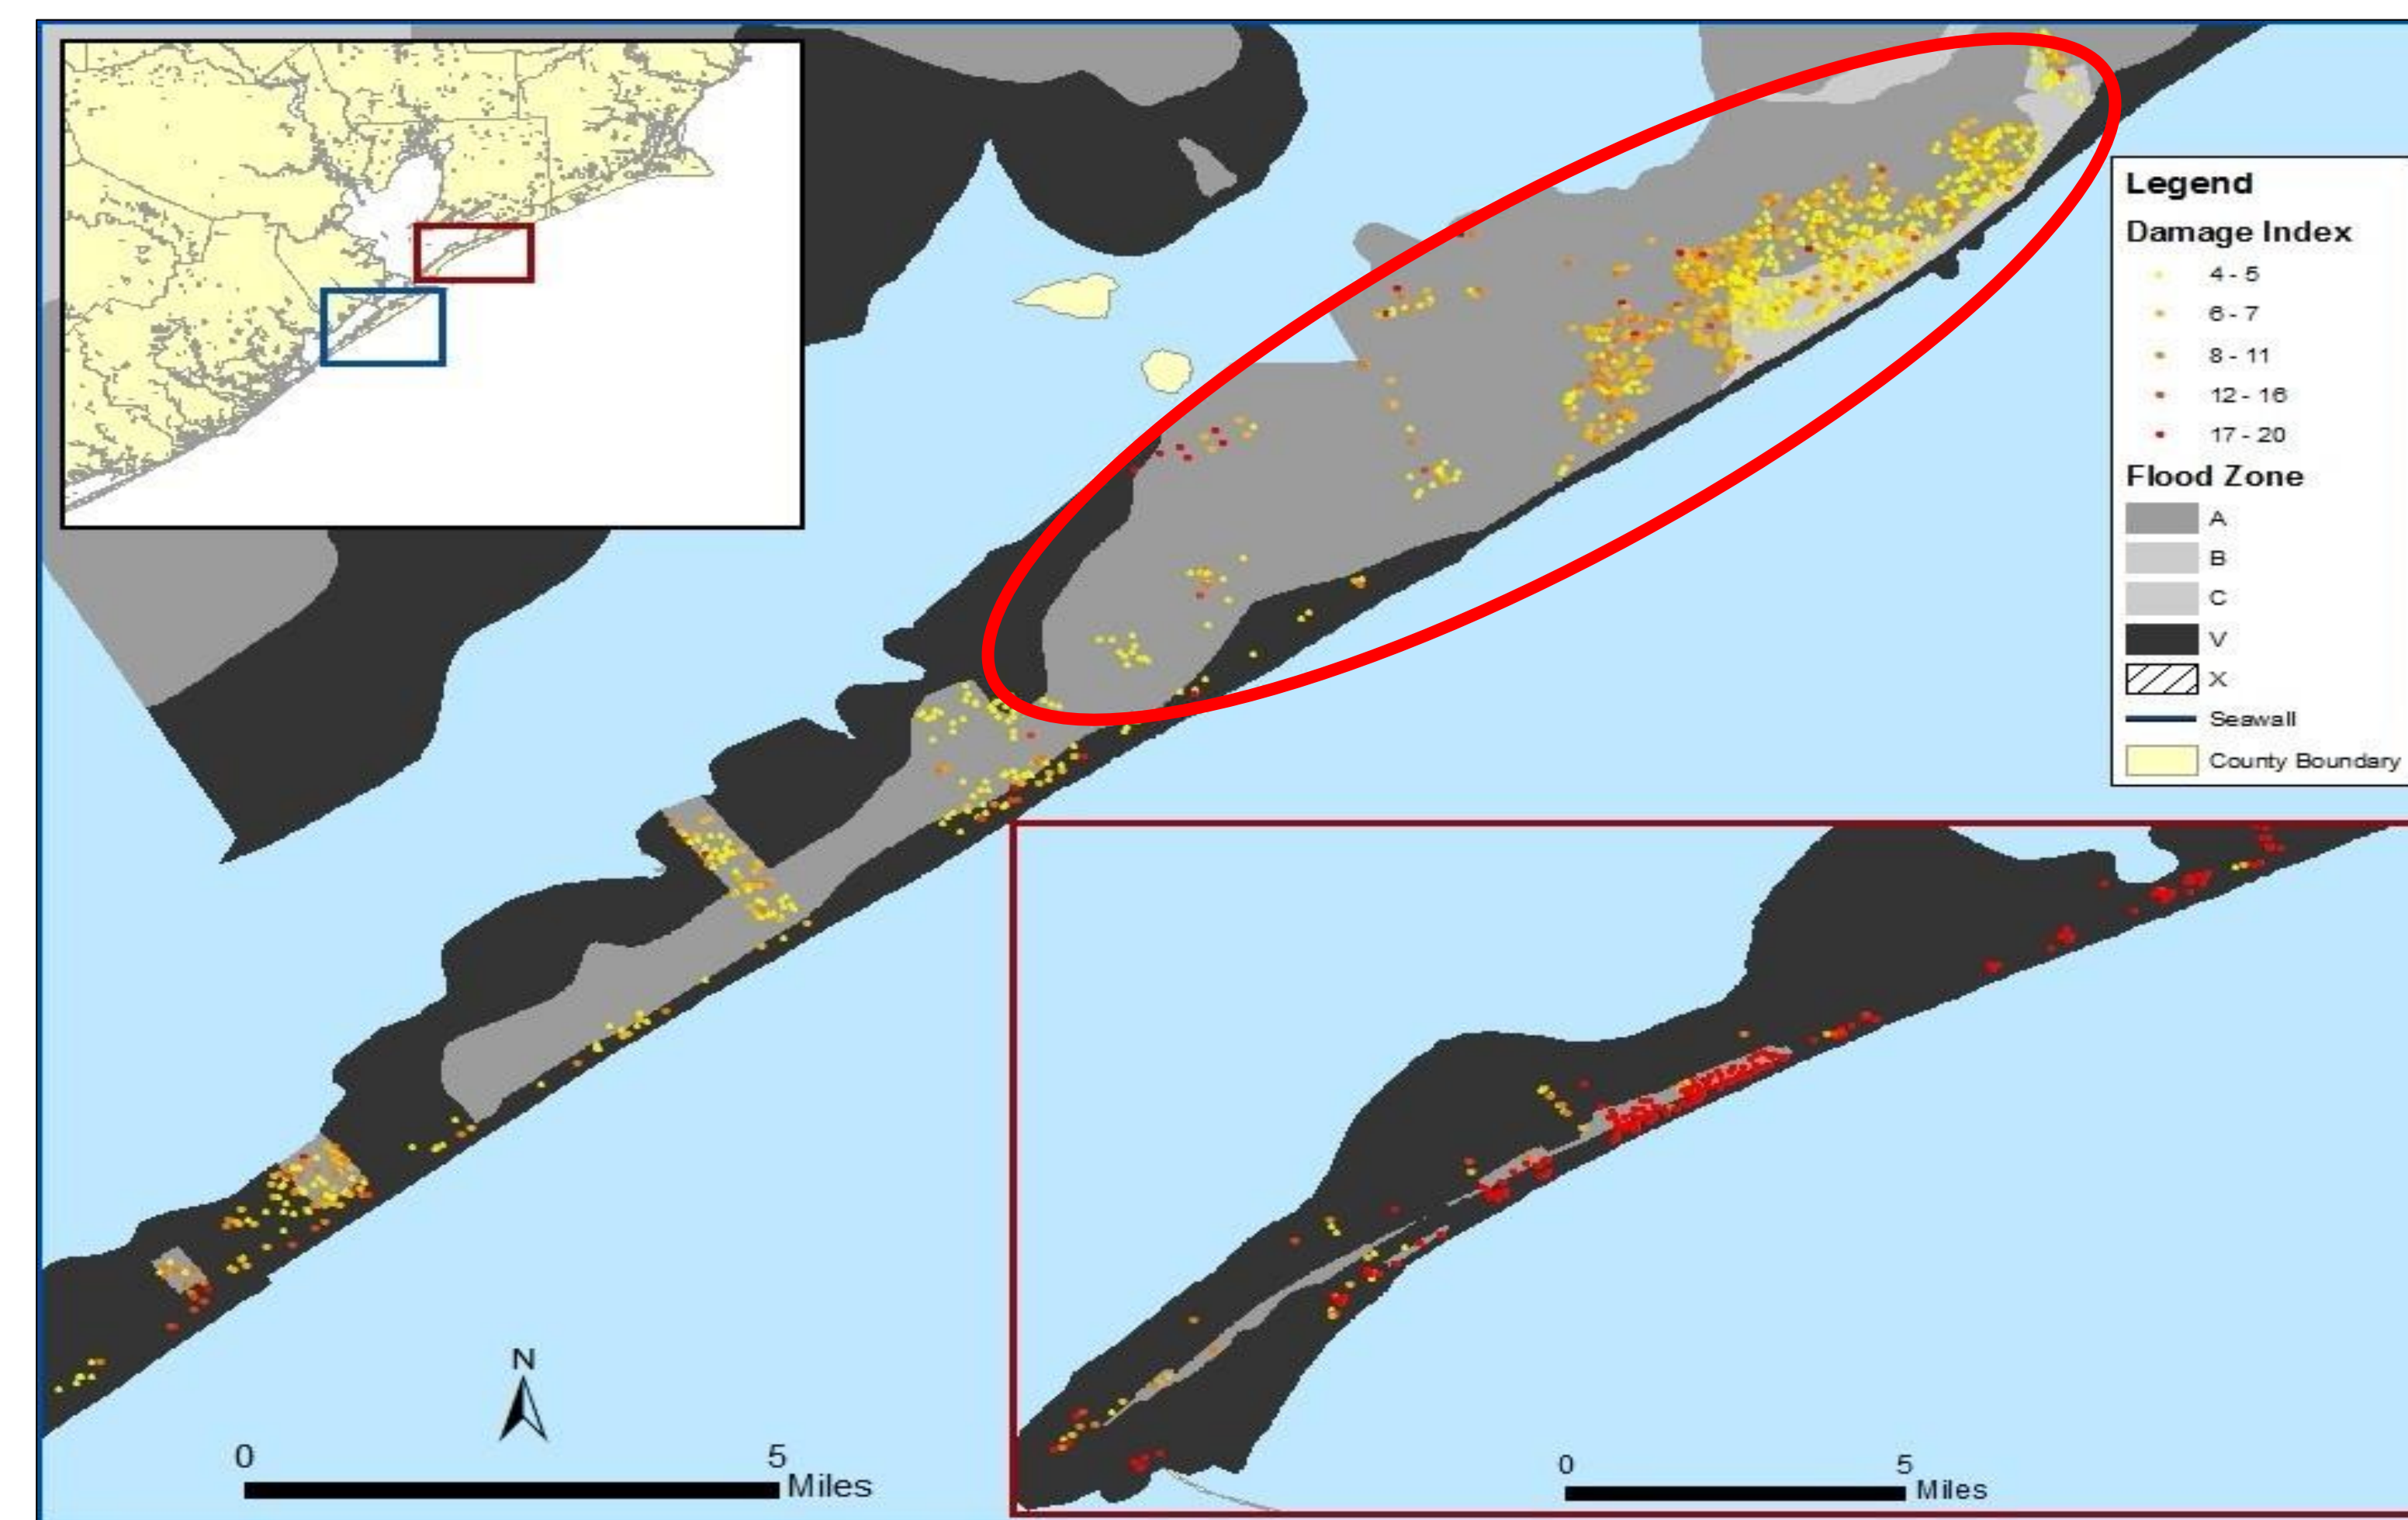 Legend
Damage Index
4 - 5
6 - 7
8 - 11
12 - 16
17 - 20
Flood Zone
A
B
C
V
X
Seawall
County Boundary
N
0 5
Miles
0 5
Miles